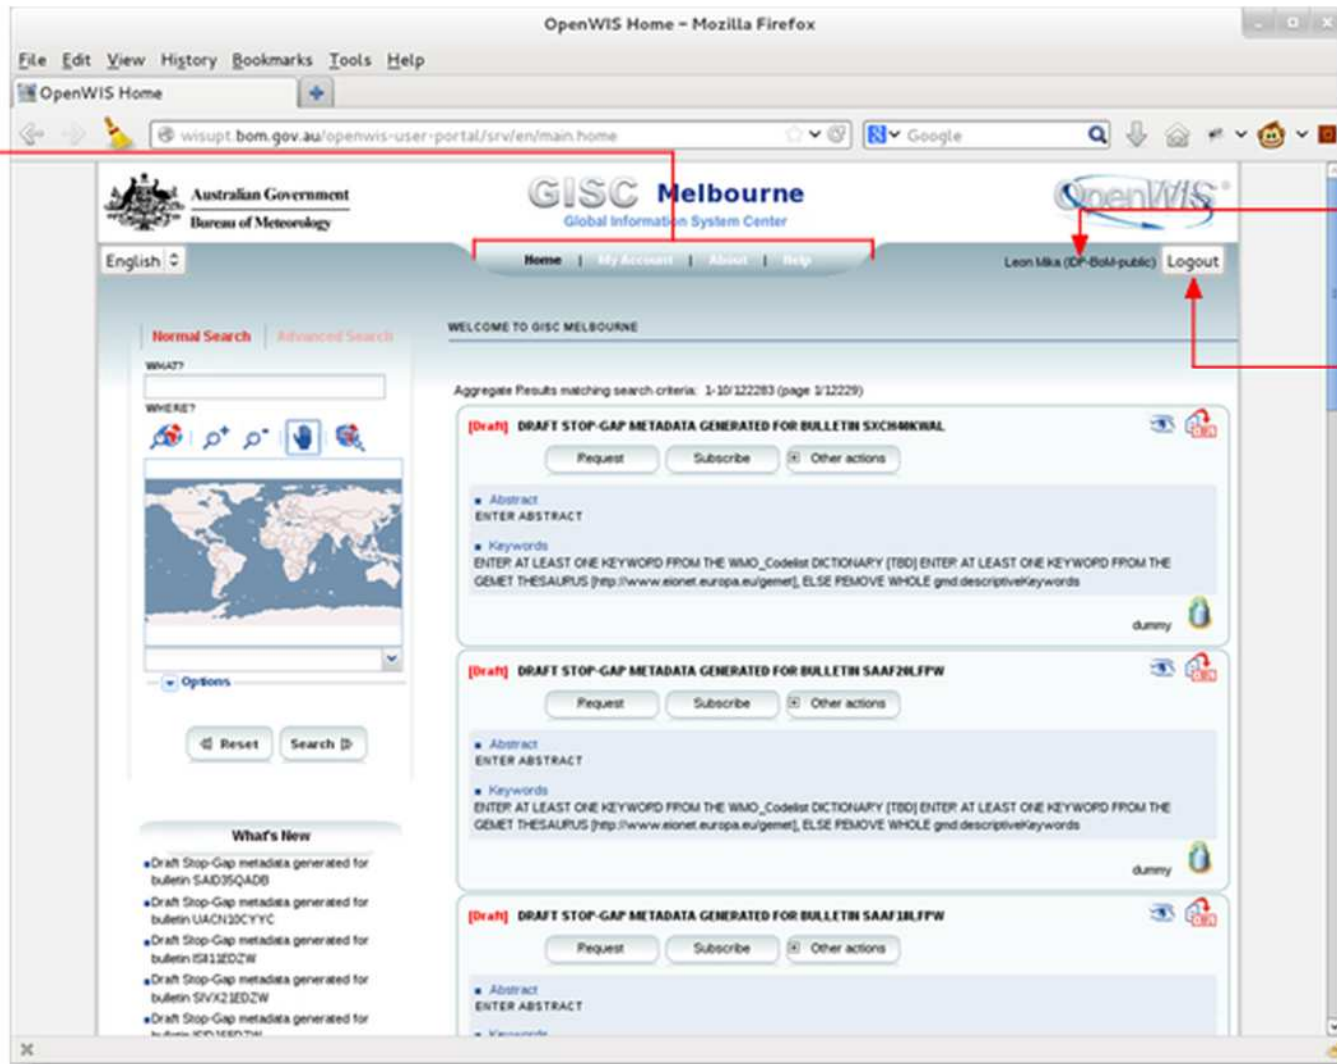 OpenWIS Home - Mozilla Firefox
File Edit View History Bookmarks Tools Help
OpenWIS Home
wisupt.bom.gov.au/openwis-user-portal/srv/en/main.home
Google
Australian Government
Bureau of Meteorology
GISC Melbourne
Global Information System Center
OpenWIS
English
Home | My Account | About | Help
Leon Mika (IDP-BoM-public) Logout
Normal Search Advanced Search
WHAT?
WHERE?
Options
Reset Search
What's New
Draft Stop-Gap metadata generated for
bulletin SAID35QADB
Draft Stop-Gap metadata generated for
bulletin UACN10CYYC
Draft Stop-Gap metadata generated for
bulletin ISII11EDZW
Draft Stop-Gap metadata generated for
bulletin SIVX21EDZW
Draft Stop-Gap metadata generated for
WELCOME TO GISC MELBOURNE
Aggregate Results matching search criteria: 1-10/122283 (page 1/12229)
[Draft] DRAFT STOP-GAP METADATA GENERATED FOR BULLETIN SXCH40KWAL
Request Subscribe Other actions
Abstract
ENTER ABSTRACT
Keywords
ENTER AT LEAST ONE KEYWORD FROM THE WMO_Codelist DICTIONARY [TBD] ENTER AT LEAST ONE KEYWORD FROM THE
GEMET THESAURUS [http://www.eionet.europa.eu/gemet], ELSE REMOVE WHOLE gmd.descriptiveKeywords
dummy
[Draft] DRAFT STOP-GAP METADATA GENERATED FOR BULLETIN SAAF20LFPW
Request Subscribe Other actions
Abstract
ENTER ABSTRACT
Keywords
ENTER AT LEAST ONE KEYWORD FROM THE WMO_Codelist DICTIONARY [TBD] ENTER AT LEAST ONE KEYWORD FROM THE
GEMET THESAURUS [http://www.eionet.europa.eu/gemet], ELSE REMOVE WHOLE gmd.descriptiveKeywords
dummy
[Draft] DRAFT STOP-GAP METADATA GENERATED FOR BULLETIN SAAF18LFPW
Request Subscribe Other actions
Abstract
ENTER ABSTRACT
Keywords